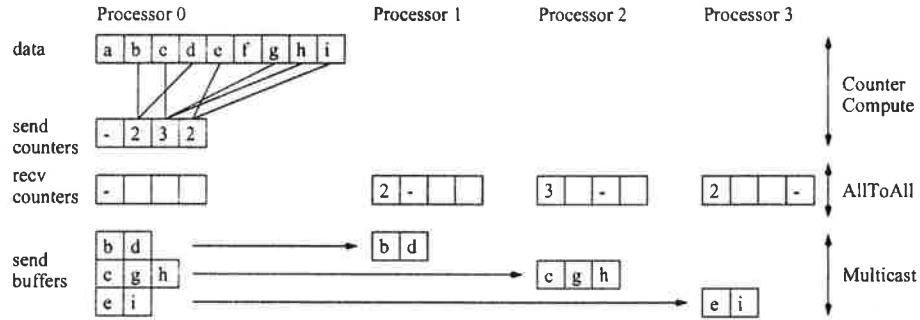 Processor 0 Processor 1 Processor 2 Processor 3
data a b c d e f g h i
Counter
Compute
send
counters - 2 3 2
recv
counters - 2 - 3 - 2 - AllToAll
b d b d
send
buffers c g h c g h Multicast
e i e i